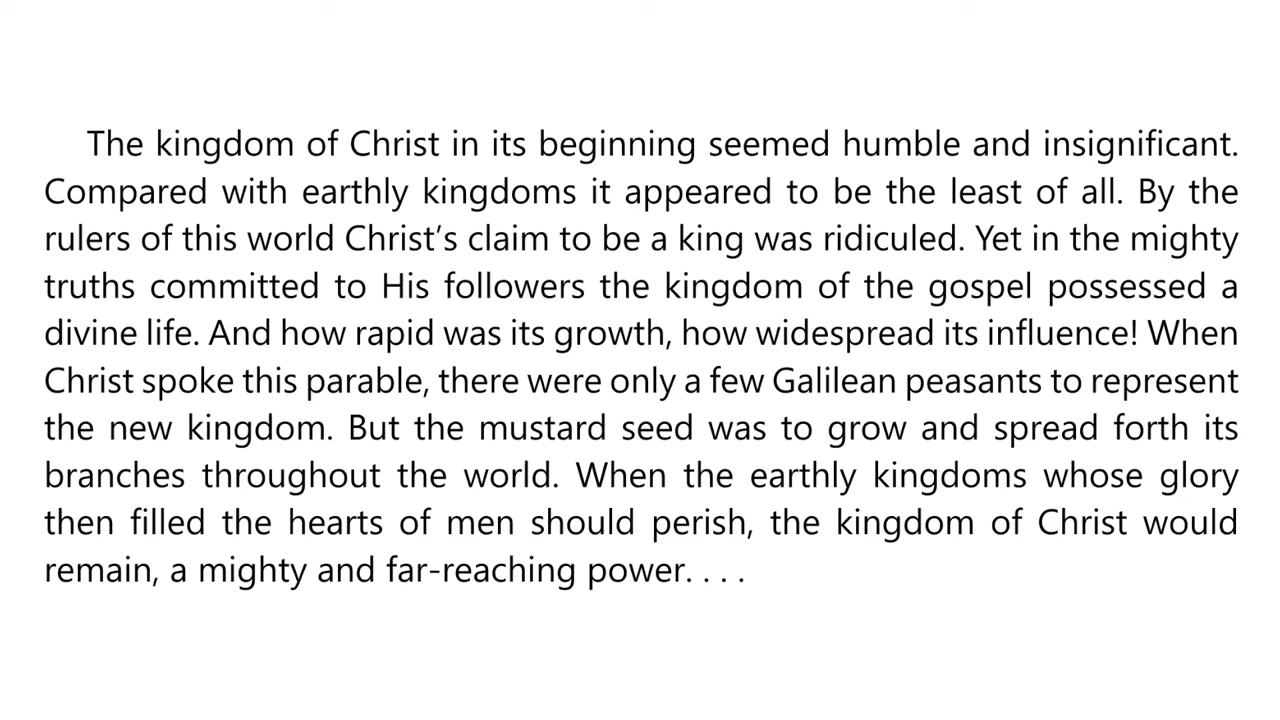 The kingdom of Christ in its beginning seemed humble and insignificant.
Compared with earthly kingdoms it appeared to be the least of all. By the
rulers of this world Christ’s claim to be a king was ridiculed. Yet in the mighty
truths committed to His followers the kingdom of the gospel possessed a
divine life. And how rapid was its growth, how widespread its influence! When
Christ spoke this parable, there were only a few Galilean peasants to represent
the new kingdom. But the mustard seed was to grow and spread forth its
branches throughout the world. When the earthly kingdoms whose glory
then filled the hearts of men should perish, the kingdom of Christ would
remain, a mighty and far-reaching power. . . .